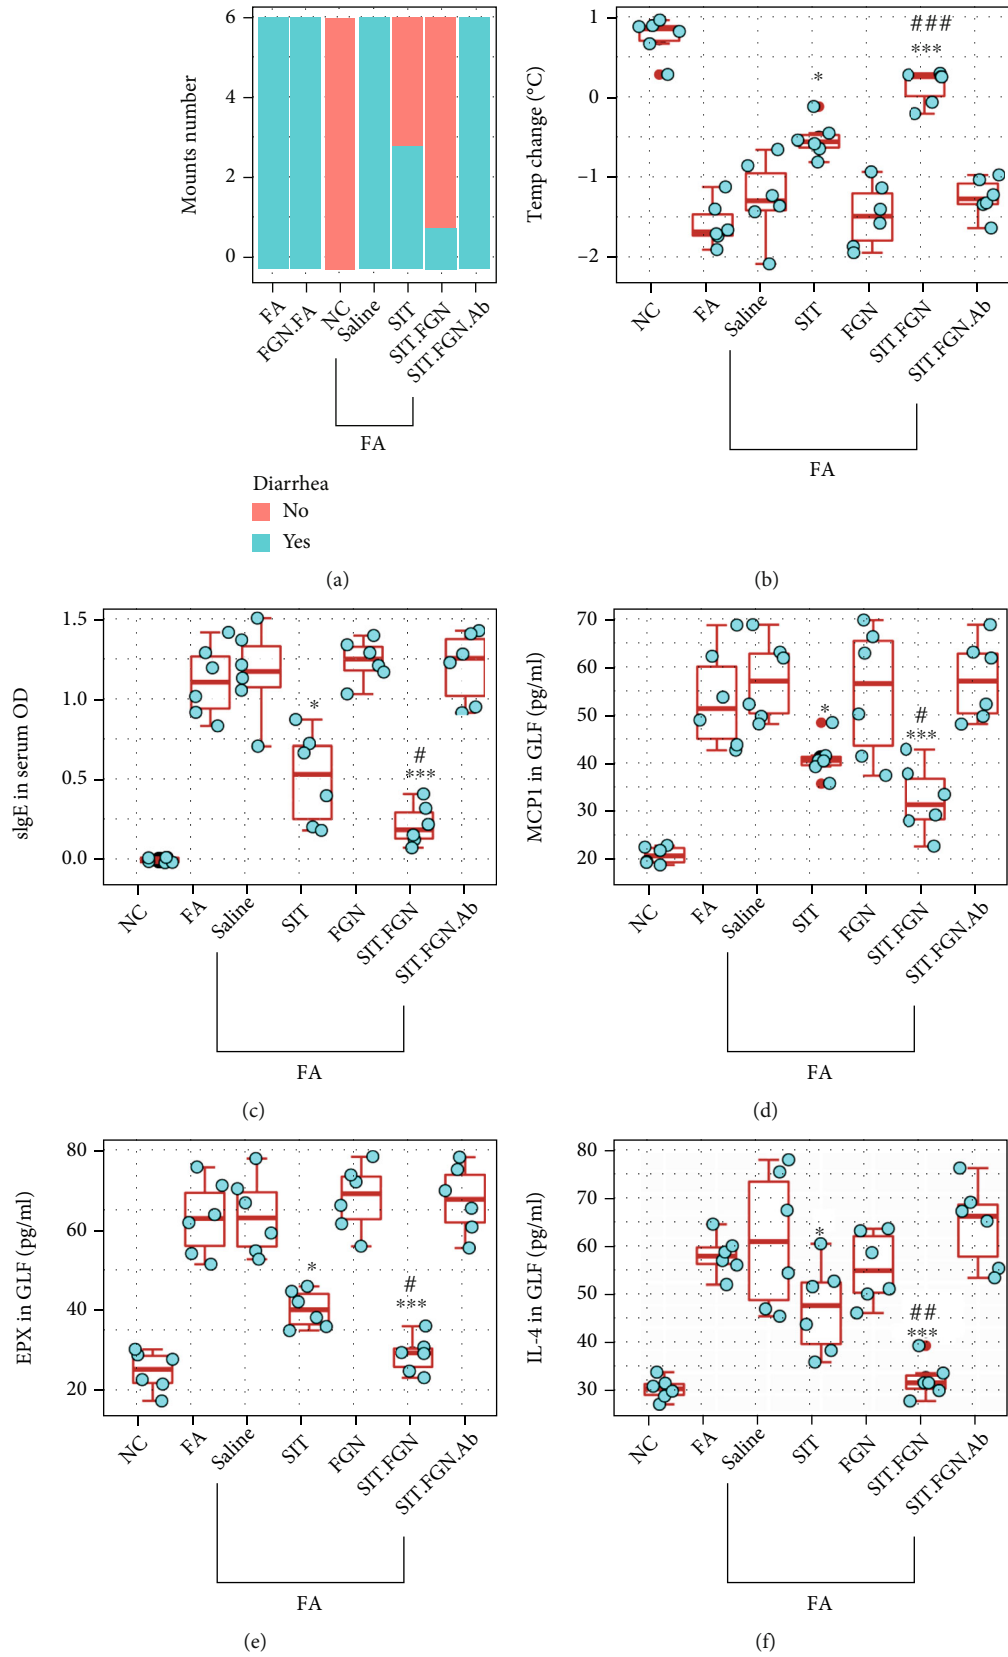 Mounts number
6
4
2
0
FA
FGN.FA
NC
Saline
SIT
SIT.FGN
SIT.FGN.Ab
FA
Diarrhea
No
Yes
(a)
Temp change (°C)
1
0
−1
−2
*
###
***
NC
FA
Saline
SIT
FGN
SIT.FGN
SIT.FGN.Ab
FA
(b)
sIgE in serum OD
1.5
1.0
0.5
0.0
*
#
***
NC
FA
Saline
SIT
FGN
SIT.FGN
SIT.FGN.Ab
FA
(c)
MCP1 in GLF (pg/ml)
70
60
50
40
30
20
*
#
***
NC
FA
Saline
SIT
FGN
SIT.FGN
SIT.FGN.Ab
FA
(d)
EPX in GLF (pg/ml)
80
60
40
20
*
#
***
NC
FA
Saline
SIT
FGN
SIT.FGN
SIT.FGN.Ab
FA
(e)
IL-4 in GLF (pg/ml)
80
70
60
50
40
30
*
##
***
NC
FA
Saline
SIT
FGN
SIT.FGN
SIT.FGN.Ab
FA
(f)